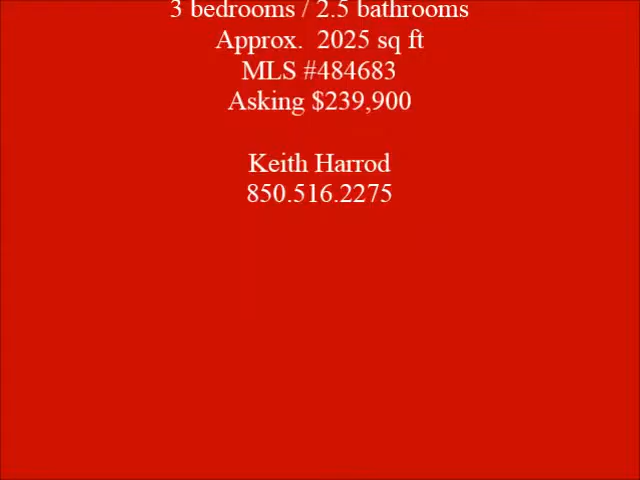 3 bedrooms / 2.5 bathrooms
Approx.  2025 sq ft
MLS #484683
Asking $239,900
Keith Harrod
850.516.2275